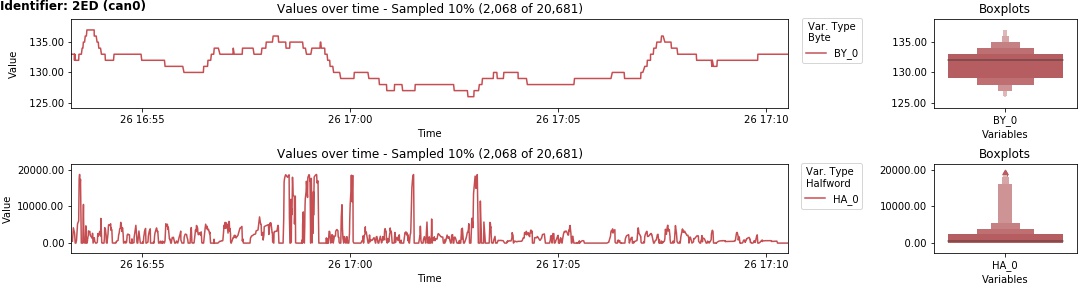 Identifier: 2ED (can0)
Values over time - Sampled 10% (2,068 of 20,681)
Boxplots
Value
135.00
130.00
125.00
26 16:55
26 17:00
26 17:05
26 17:10
Time
Var. Type
Byte
BY_0
135.00
130.00
125.00
BY_0
Variables
Values over time - Sampled 10% (2,068 of 20,681)
Boxplots
Value
20000.00
10000.00
0.00
26 16:55
26 17:00
26 17:05
26 17:10
Time
Var. Type
Halfword
HA_0
20000.00
10000.00
0.00
HA_0
Variables